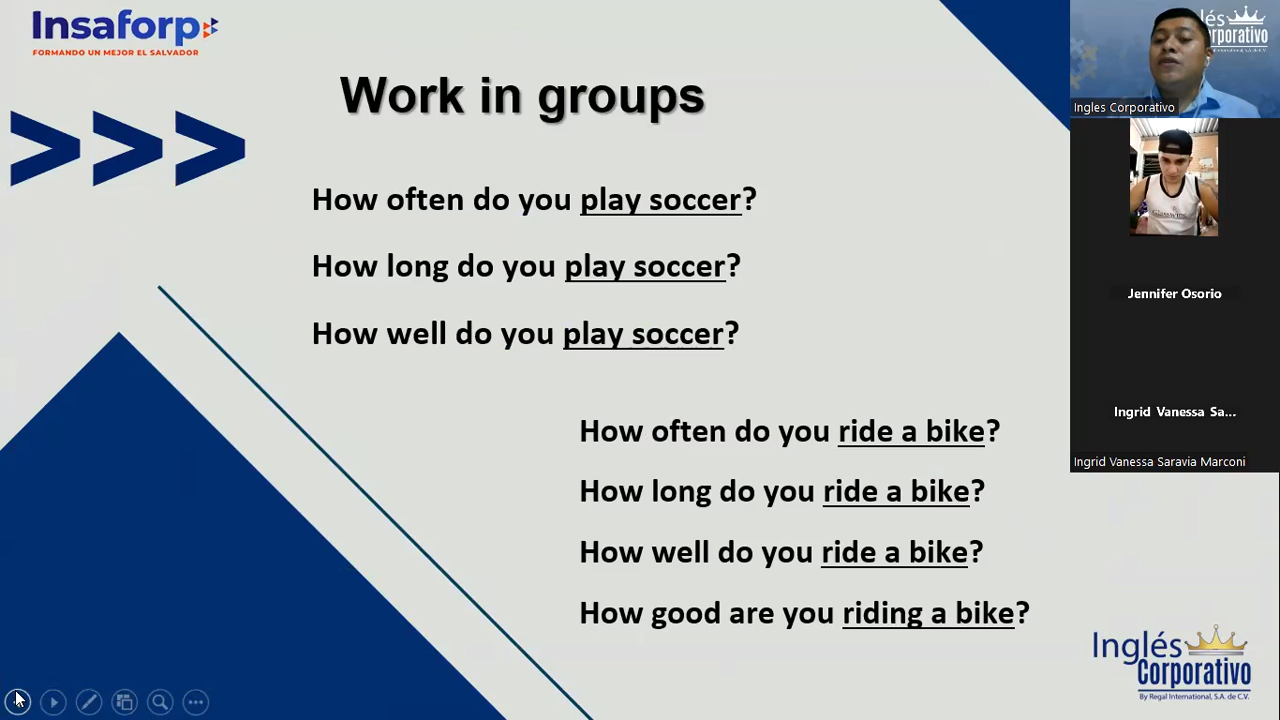 Insaforp
FORMANDO UN MEJOR EL SALVADOR
Work in groups
>>>
How often do you play soccer?
How long do you play soccer?
How well do you play soccer?
How often do you ride a bike?
How long do you ride a bike?
How well do you ride a bike?
How good are you riding a bike?
Inglés
Corporativo
By Regal International, S.A. de C.V.
Ingles Corporativo
Jennifer Osorio
Ingrid Vanessa Sa...
Ingrid Vanessa Saravia Marconi